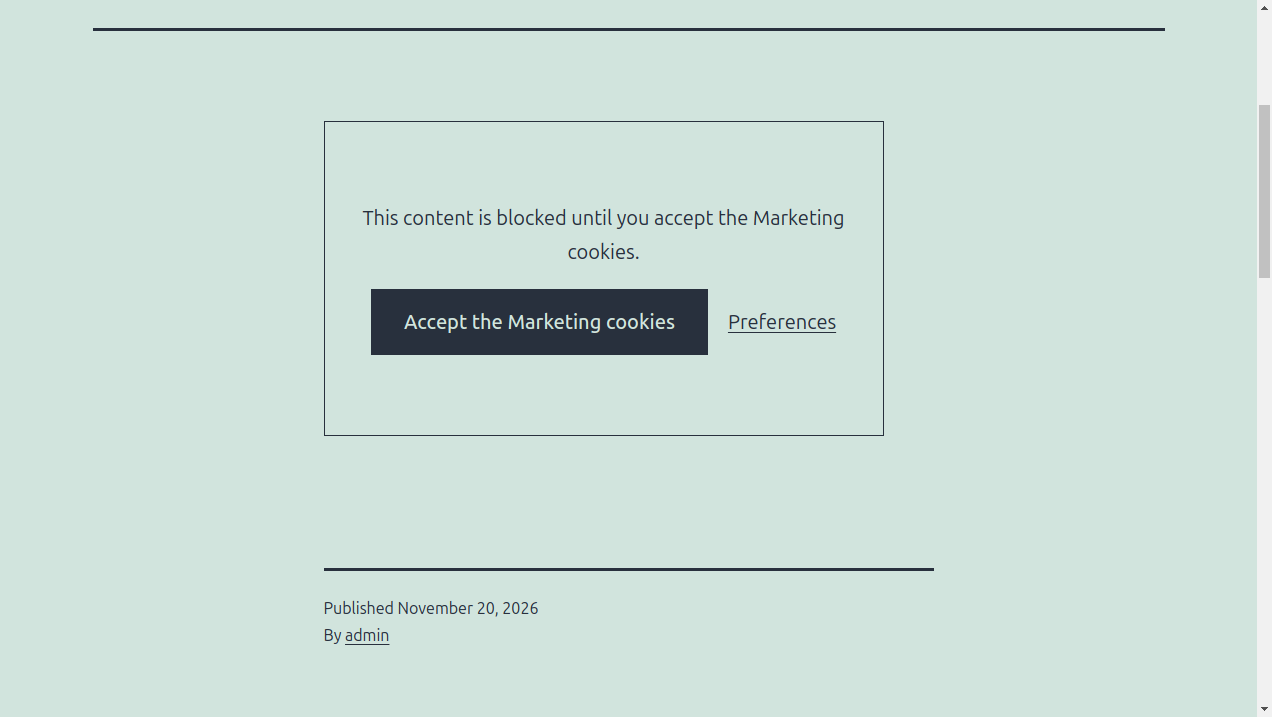 This content is blocked until you accept the Marketing
cookies.
Accept the Marketing cookies
Preferences
Published November 20, 2026
By admin